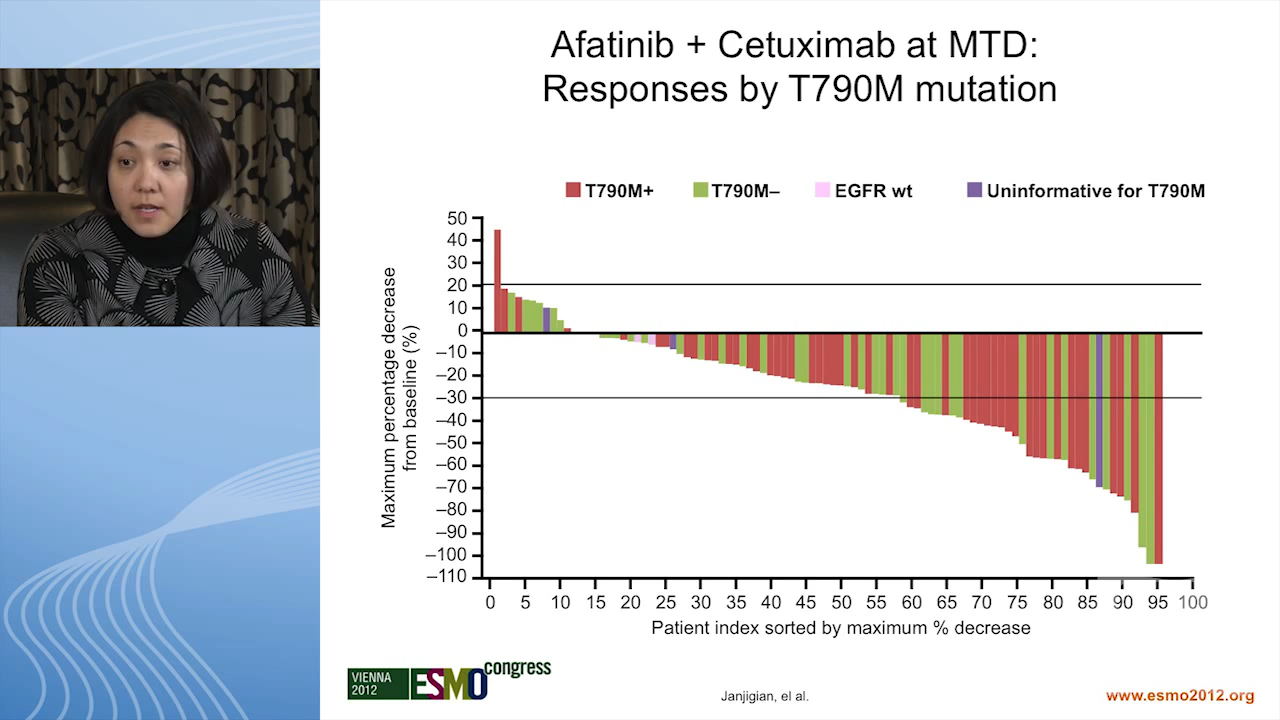 Afatinib + Cetuximab at MTD:
Responses by T790M mutation
T790M+
T790M–
EGFR wt
Uninformative for T790M
Maximum percentage decrease
from baseline (%)
50
40
30
20
10
0
–10
–20
–30
–40
–50
–60
–70
–80
–90
–100
–110
0 5 10 15 20 25 30 35 40 45 50 55 60 65 70 75 80 85 90 95 100
Patient index sorted by maximum % decrease
VIENNA
2012
ESMO congress
Janjigian, el al.
www.esmo2012.org